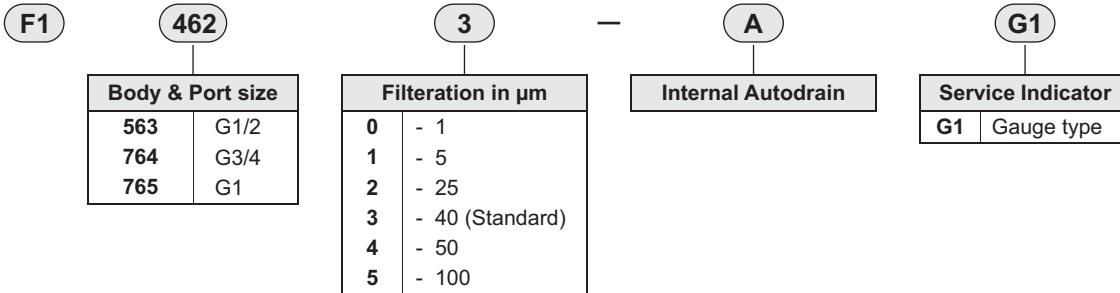 F1 462 3 – A G1
Body & Port size
563 G1/2
764 G3/4
765 G1
Filteration in µm
0 - 1
1 - 5
2 - 25
3 - 40 (Standard)
4 - 50
5 - 100
Internal Autodrain
Service Indicator
G1 Gauge type